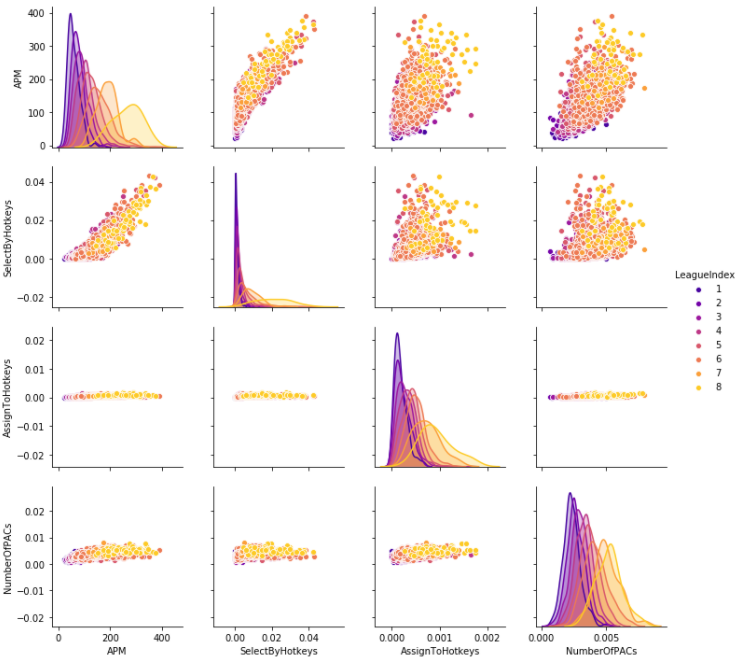 400
300
200
100
0
APM
0.04
0.02
0.00
−0.02
SelectByHotkeys
LeagueIndex
1
2
3
4
5
6
7
8
0.02
0.01
0.00
−0.01
−0.02
AssignToHotkeys
0.02
0.01
0.00
−0.01
−0.02
NumberOfPACs
0 200 400
0.00 0.02 0.04
0.000 0.001 0.002
0.000 0.005
APM
SelectByHotkeys
AssignToHotkeys
NumberOfPACs